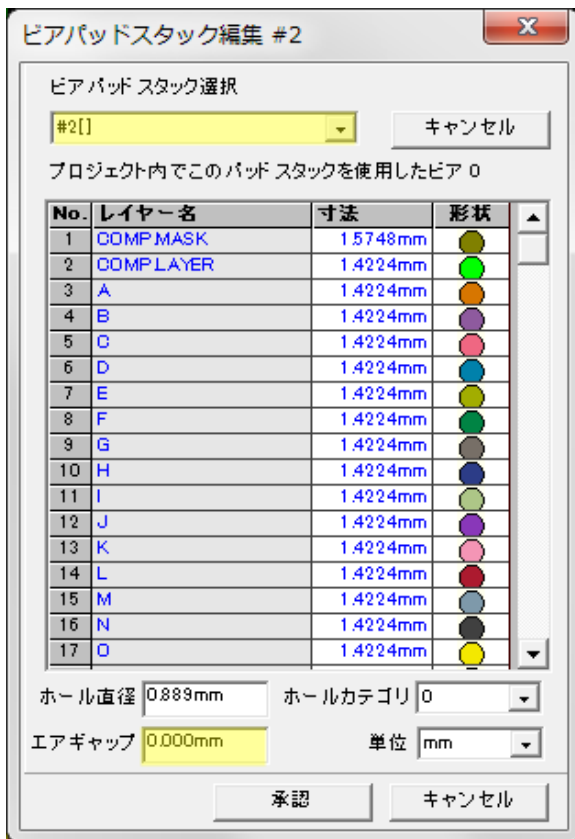 ビアパッドスタック編集 #2
ビアパッドスタック選択
#2[]
キャンセル
プロジェクト内でこのパッドスタックを使用したビア 0
No. レイヤー名 寸法 形状
1 COMP.MASK 1.5748mm
2 COMP.LAYER 1.4224mm
3 A 1.4224mm
4 B 1.4224mm
5 C 1.4224mm
6 D 1.4224mm
7 E 1.4224mm
8 F 1.4224mm
9 G 1.4224mm
10 H 1.4224mm
11 I 1.4224mm
12 J 1.4224mm
13 K 1.4224mm
14 L 1.4224mm
15 M 1.4224mm
16 N 1.4224mm
17 O 1.4224mm
ホール直径 0.889mm ホールカテゴリ 0
エアギャップ 0.000mm 単位 mm
承認 キャンセル